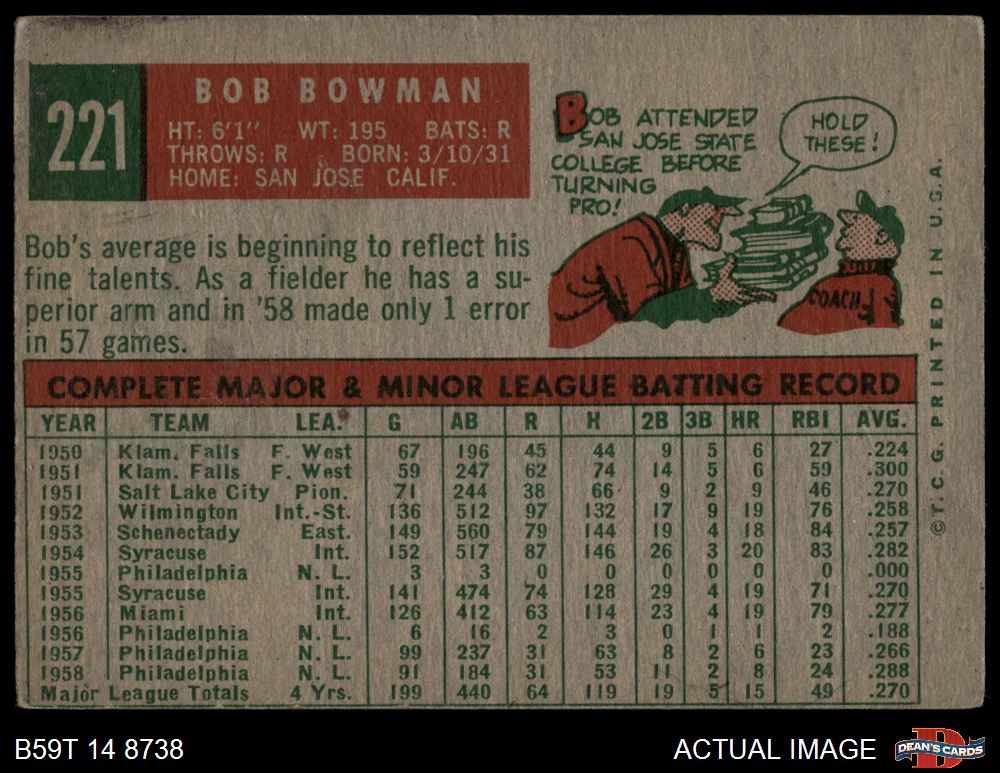 221
BOB BOWMAN
HT: 6'1" WT: 195 BATS: R
THROWS: R BORN: 3/10/31
HOME: SAN JOSE CALIF.
BOB ATTENDED
SAN JOSE STATE
COLLEGE BEFORE
TURNING
PRO!
HOLD
THESE!
COACH
Bob's average is beginning to reflect his
fine talents. As a fielder he has a su-
perior arm and in '58 made only 1 error
in 57 games.
COMPLETE MAJOR & MINOR LEAGUE BATTING RECORD
YEAR TEAM LEA. G AB R H 2B 3B HR RBI AVG.
1950 Klam. Falls F. West 67 196 45 44 9 5 6 27 .224
1951 Klam. Falls F. West 59 247 62 74 14 5 6 59 .300
1951 Salt Lake City Pion. 71 244 38 66 9 2 9 46 .270
1952 Wilmington Int.-St. 136 512 97 132 17 9 19 76 .258
1953 Schenectady East. 149 560 79 144 19 4 18 84 .257
1954 Syracuse Int. 152 517 87 146 26 3 20 83 .282
1955 Philadelphia N. L. 3 3 0 0 0 0 0 0 .000
1955 Syracuse Int. 141 474 74 128 29 4 19 71 .270
1956 Miami Int. 126 412 63 114 23 4 19 79 .277
1956 Philadelphia N. L. 6 16 2 3 0 1 1 2 .188
1957 Philadelphia N. L. 99 237 31 63 8 2 6 23 .266
1958 Philadelphia N. L. 91 184 31 53 11 2 8 24 .288
Major League Totals 4 Yrs. 199 440 64 119 19 5 15 49 .270
©T. C. G. PRINTED IN U.S.A.
B59T 14 8738
ACTUAL IMAGE
D
DEAN'S CARDS